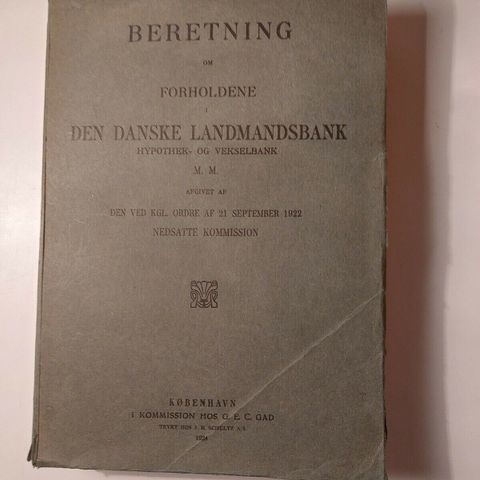 BERETNING
OM
FORHOLDENE
I
DEN DANSKE LANDMANDSBANK
HYPOTHEK- OG VEKSELBANK
M. M.
AFGIVET AF
DEN VED KGL. ORDRE AF 21 SEPTEMBER 1922
NEDSATTE KOMMISSION
KØBENHAVN
I KOMMISSION HOS G. E. C. GAD
TRYKT HOS J. H. SCHULTZ A/S
1924